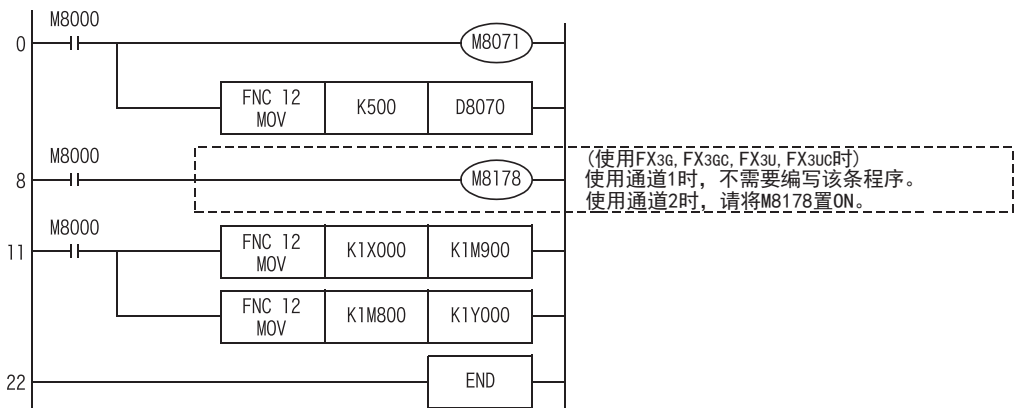 M8000
0
M8071
FNC 12
MOV
K500
D8070
M8000
8
M8178
(使用FX3G, FX3GC, FX3U, FX3UC时)
使用通道1时，不需要编写该条程序。
使用通道2时，请将M8178置ON。
M8000
11
FNC 12
MOV
K1X000
K1M900
FNC 12
MOV
K1M800
K1Y000
22
END